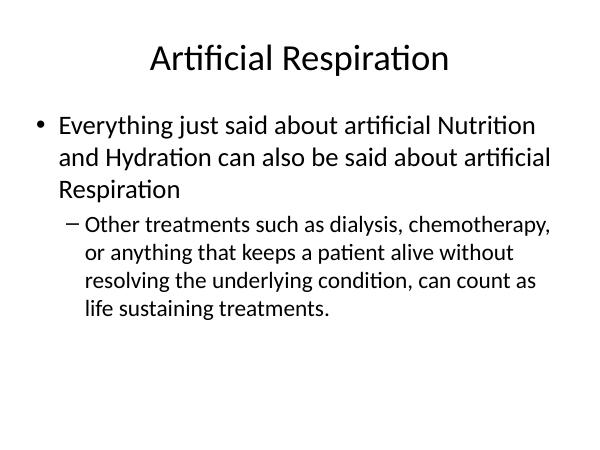 Artificial Respiration
• Everything just said about artificial Nutrition
and Hydration can also be said about artificial
Respiration
– Other treatments such as dialysis, chemotherapy,
or anything that keeps a patient alive without
resolving the underlying condition, can count as
life sustaining treatments.